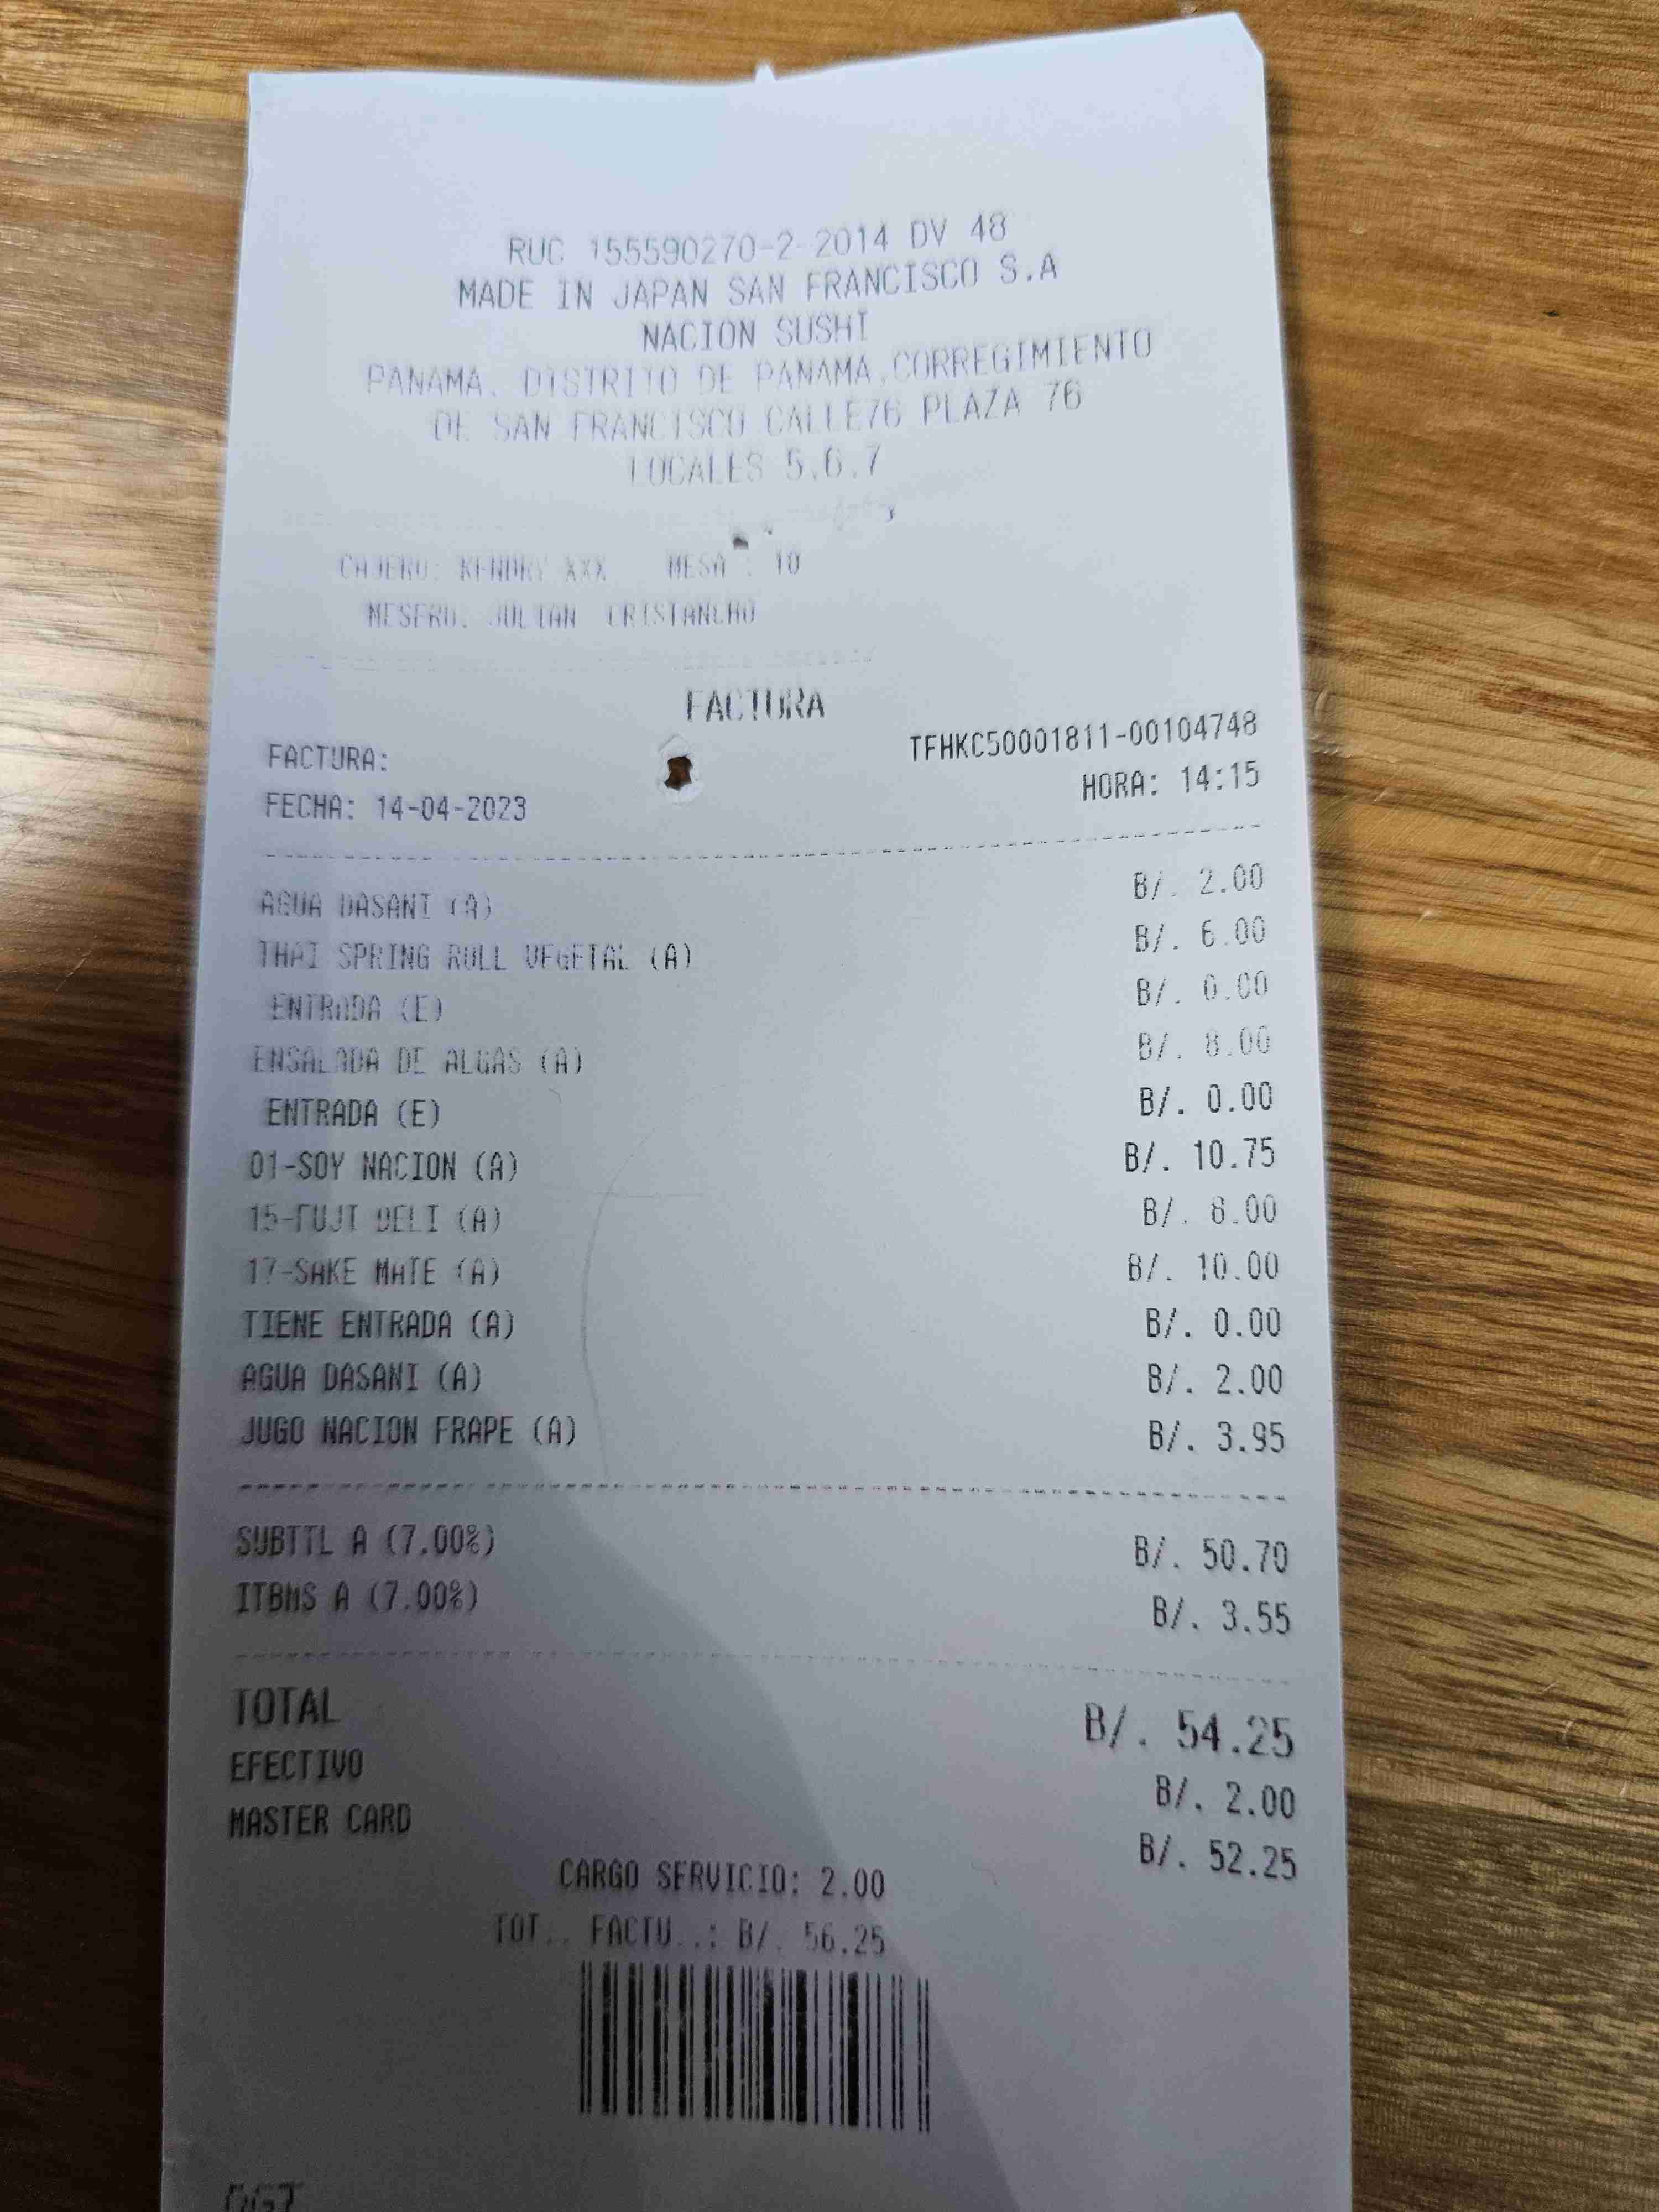 RUC 155590270-2-2014 DV 48
MADE IN JAPAN SAN FRANCISCO S.A
NACION SUSHI
PANAMA, DISTRITO DE PANAMA,CORREGIMIENTO
DE SAN FRANCISCO CALLE76 PLAZA 76
LOCALES 5,6,7
CAJERO: KENDRY XXX MESA : 10
MESERO: JULIAN CRISTANCHO
FACTURA
FACTURA: TFHKC50001811-00104748
FECHA: 14-04-2023 HORA: 14:15
AGUA DASANI (A) B/. 2.00
THAI SPRING ROLL VEGETAL (A) B/. 6.00
ENTRADA (E) B/. 0.00
ENSALADA DE ALGAS (A) B/. 8.00
ENTRADA (E) B/. 0.00
01-SOY NACION (A) B/. 10.75
15-FUJI DELI (A) B/. 8.00
17-SAKE MATE (A) B/. 10.00
TIENE ENTRADA (A) B/. 0.00
AGUA DASANI (A) B/. 2.00
JUGO NACION FRAPE (A) B/. 3.95
SUBTTL A (7.00%) B/. 50.70
ITBMS A (7.00%) B/. 3.55
TOTAL B/. 54.25
EFECTIVO B/. 2.00
MASTER CARD B/. 52.25
CARGO SERVICIO: 2.00
TOT.. FACTU..: B/. 56.25